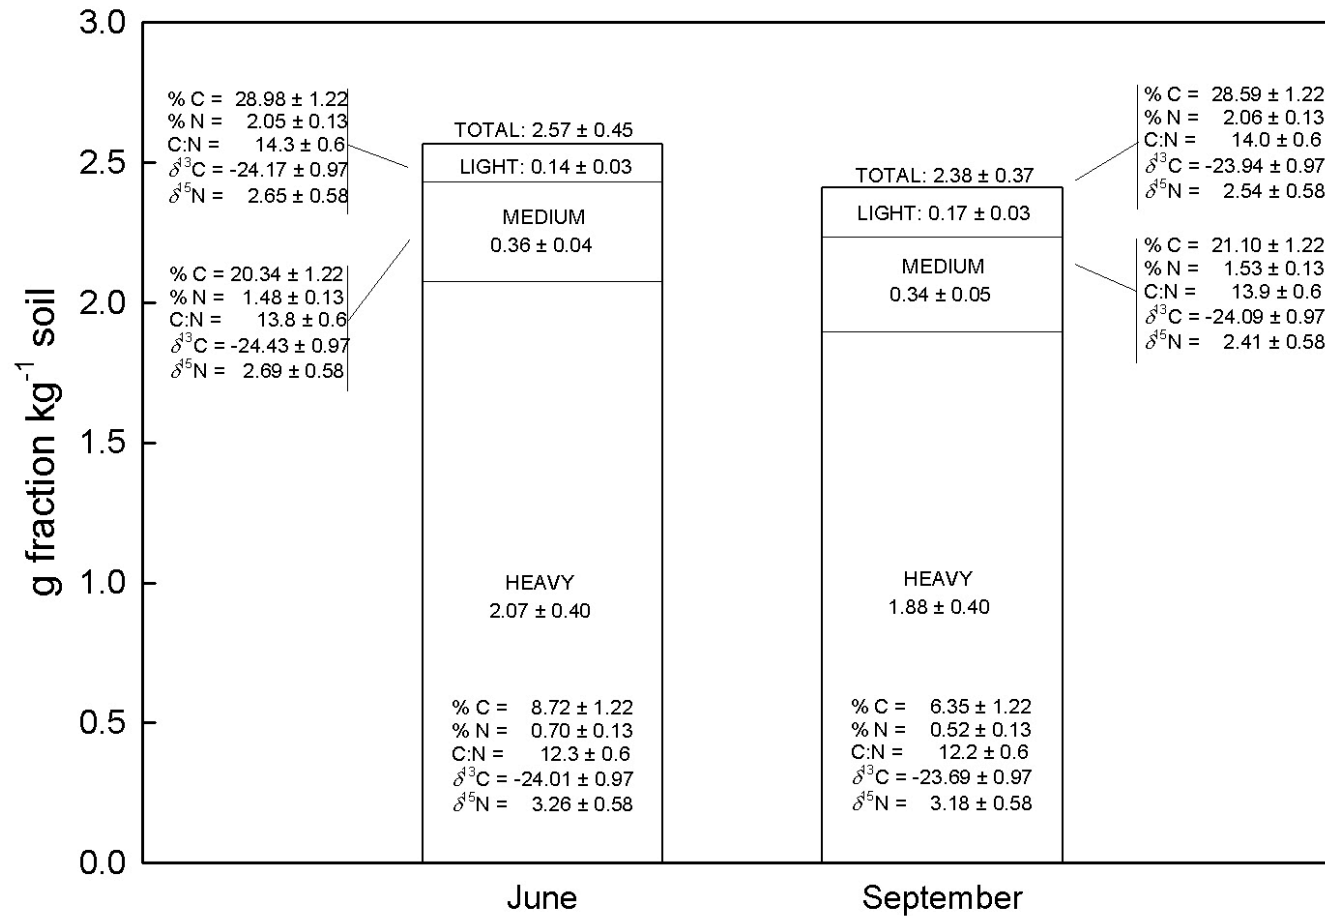 3.0
2.5
2.0
1.5
1.0
0.5
0.0
g fraction kg⁻¹ soil
% C = 28.98 ± 1.22
% N = 2.05 ± 0.13
C:N = 14.3 ± 0.6
δ¹³C = -24.17 ± 0.97
δ¹⁵N = 2.65 ± 0.58
% C = 20.34 ± 1.22
% N = 1.48 ± 0.13
C:N = 13.8 ± 0.6
δ¹³C = -24.43 ± 0.97
δ¹⁵N = 2.69 ± 0.58
TOTAL: 2.57 ± 0.45
LIGHT: 0.14 ± 0.03
MEDIUM
0.36 ± 0.04
HEAVY
2.07 ± 0.40
% C = 8.72 ± 1.22
% N = 0.70 ± 0.13
C:N = 12.3 ± 0.6
δ¹³C = -24.01 ± 0.97
δ¹⁵N = 3.26 ± 0.58
TOTAL: 2.38 ± 0.37
LIGHT: 0.17 ± 0.03
MEDIUM
0.34 ± 0.05
HEAVY
1.88 ± 0.40
% C = 6.35 ± 1.22
% N = 0.52 ± 0.13
C:N = 12.2 ± 0.6
δ¹³C = -23.69 ± 0.97
δ¹⁵N = 3.18 ± 0.58
% C = 28.59 ± 1.22
% N = 2.06 ± 0.13
C:N = 14.0 ± 0.6
δ¹³C = -23.94 ± 0.97
δ¹⁵N = 2.54 ± 0.58
% C = 21.10 ± 1.22
% N = 1.53 ± 0.13
C:N = 13.9 ± 0.6
δ¹³C = -24.09 ± 0.97
δ¹⁵N = 2.41 ± 0.58
June
September